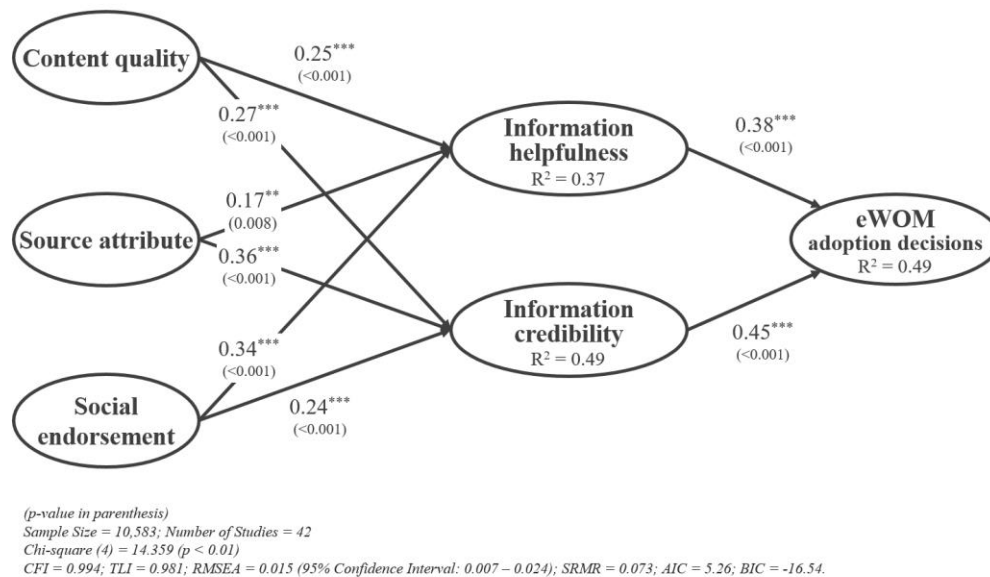 Content quality
0.25***
(<0.001)
0.27***
(<0.001)
Information
helpfulness
R² = 0.37
0.38***
(<0.001)
Source attribute
0.17**
(0.008)
0.36***
(<0.001)
eWOM
adoption decisions
R² = 0.49
Information
credibility
R² = 0.49
0.45***
(<0.001)
Social
endorsement
0.34***
(<0.001)
0.24***
(<0.001)
(p-value in parenthesis)
Sample Size = 10,583; Number of Studies = 42
Chi-square (4) = 14.359 (p < 0.01)
CFI = 0.994; TLI = 0.981; RMSEA = 0.015 (95% Confidence Interval: 0.007 – 0.024); SRMR = 0.073; AIC = 5.26; BIC = -16.54.